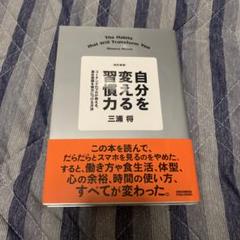 The Habits
That Will Transform You
自分を
変える
習慣力
三浦 将
この本を読んで、
だらだらとスマホを見るのをやめた。
すると、働き方や食生活、体型、
心の余裕、時間の使い方、
すべてが変わった。